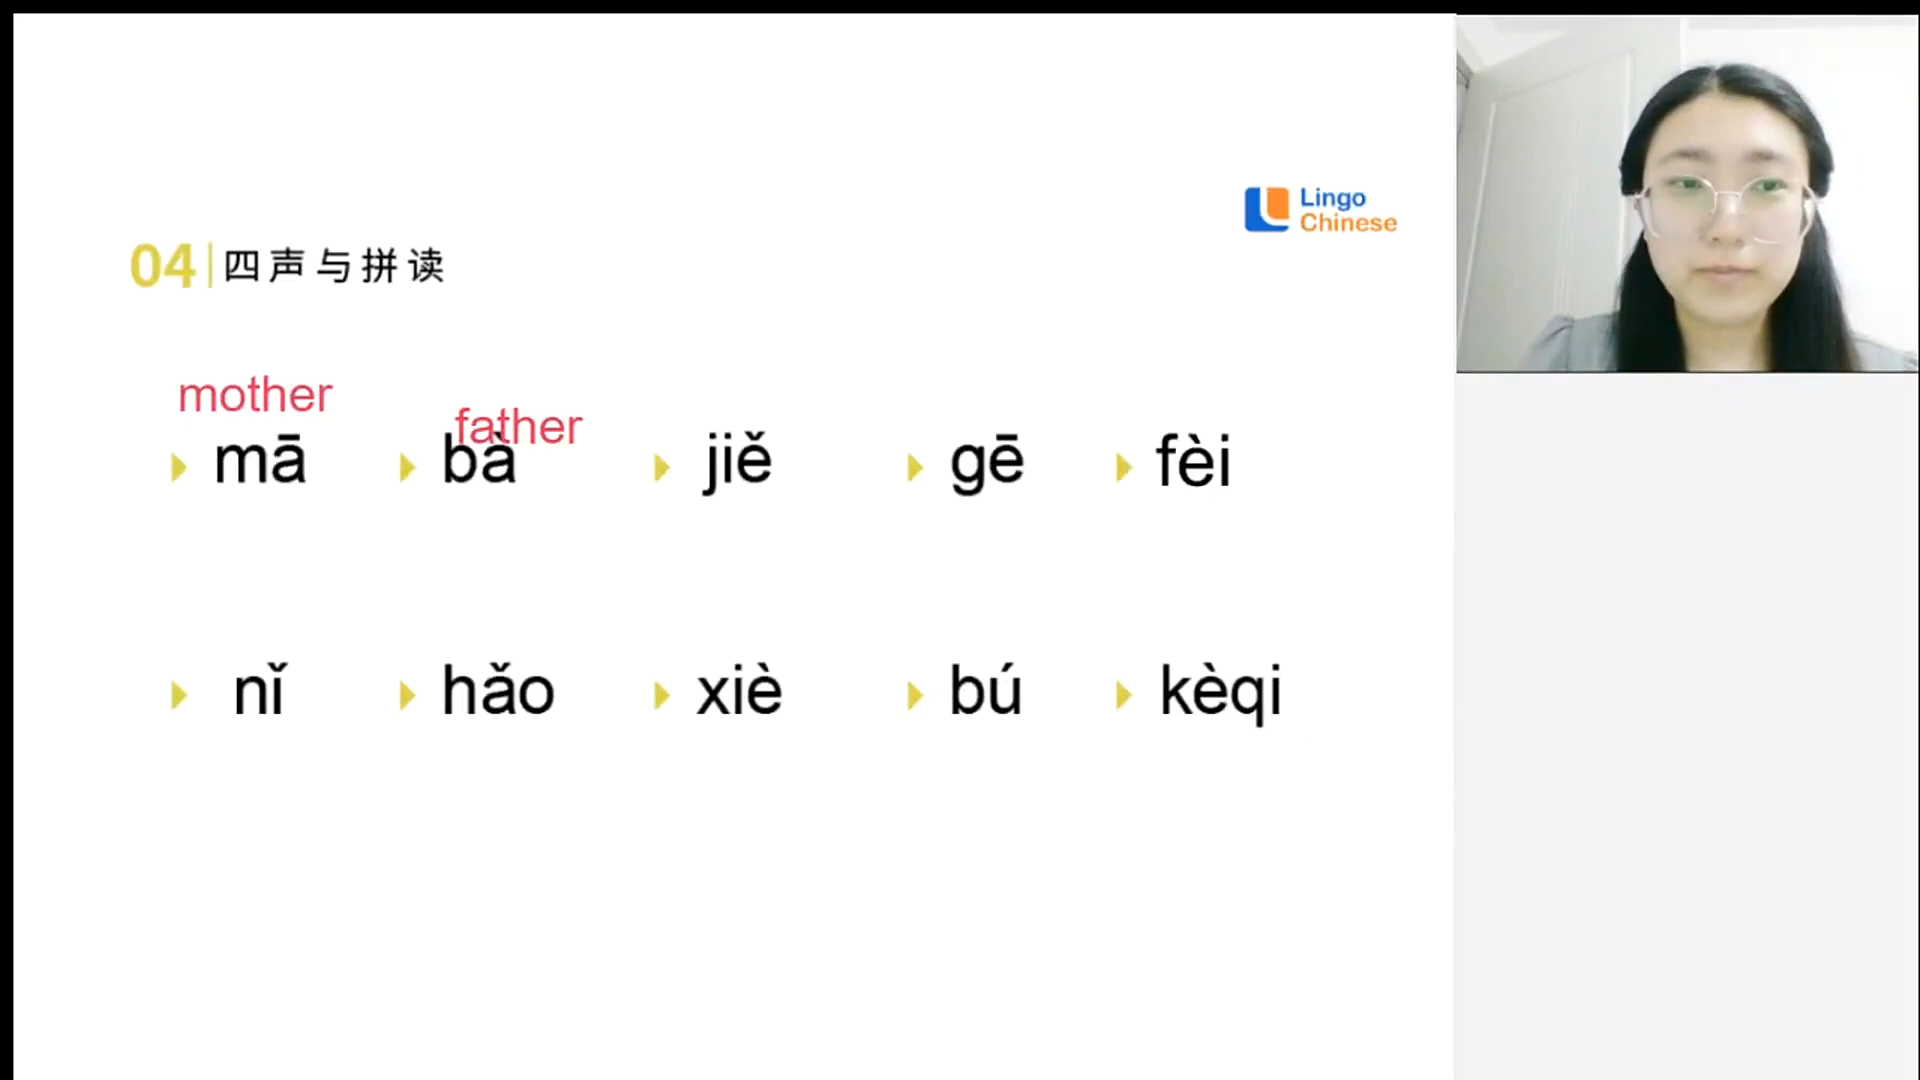 Lingo
Chinese
04 四声与拼读
mother
father
mā bà jiě gē fèi
nǐ hǎo xiè bú kèqi